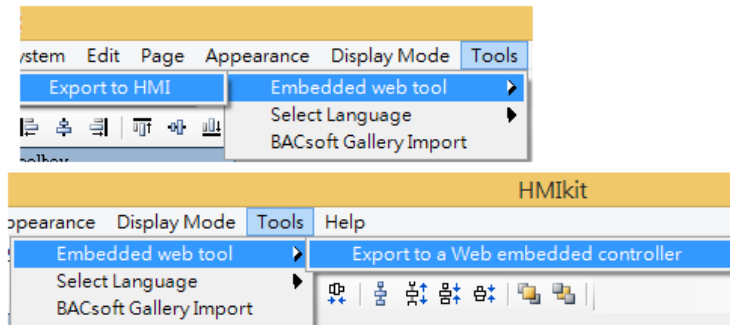 ystem Edit Page Appearance Display Mode Tools
Export to HMI Embedded web tool
Select Language
BACsoft Gallery Import
HMIkit
ppearance Display Mode Tools Help
Embedded web tool Export to a Web embedded controller
Select Language
BACsoft Gallery Import